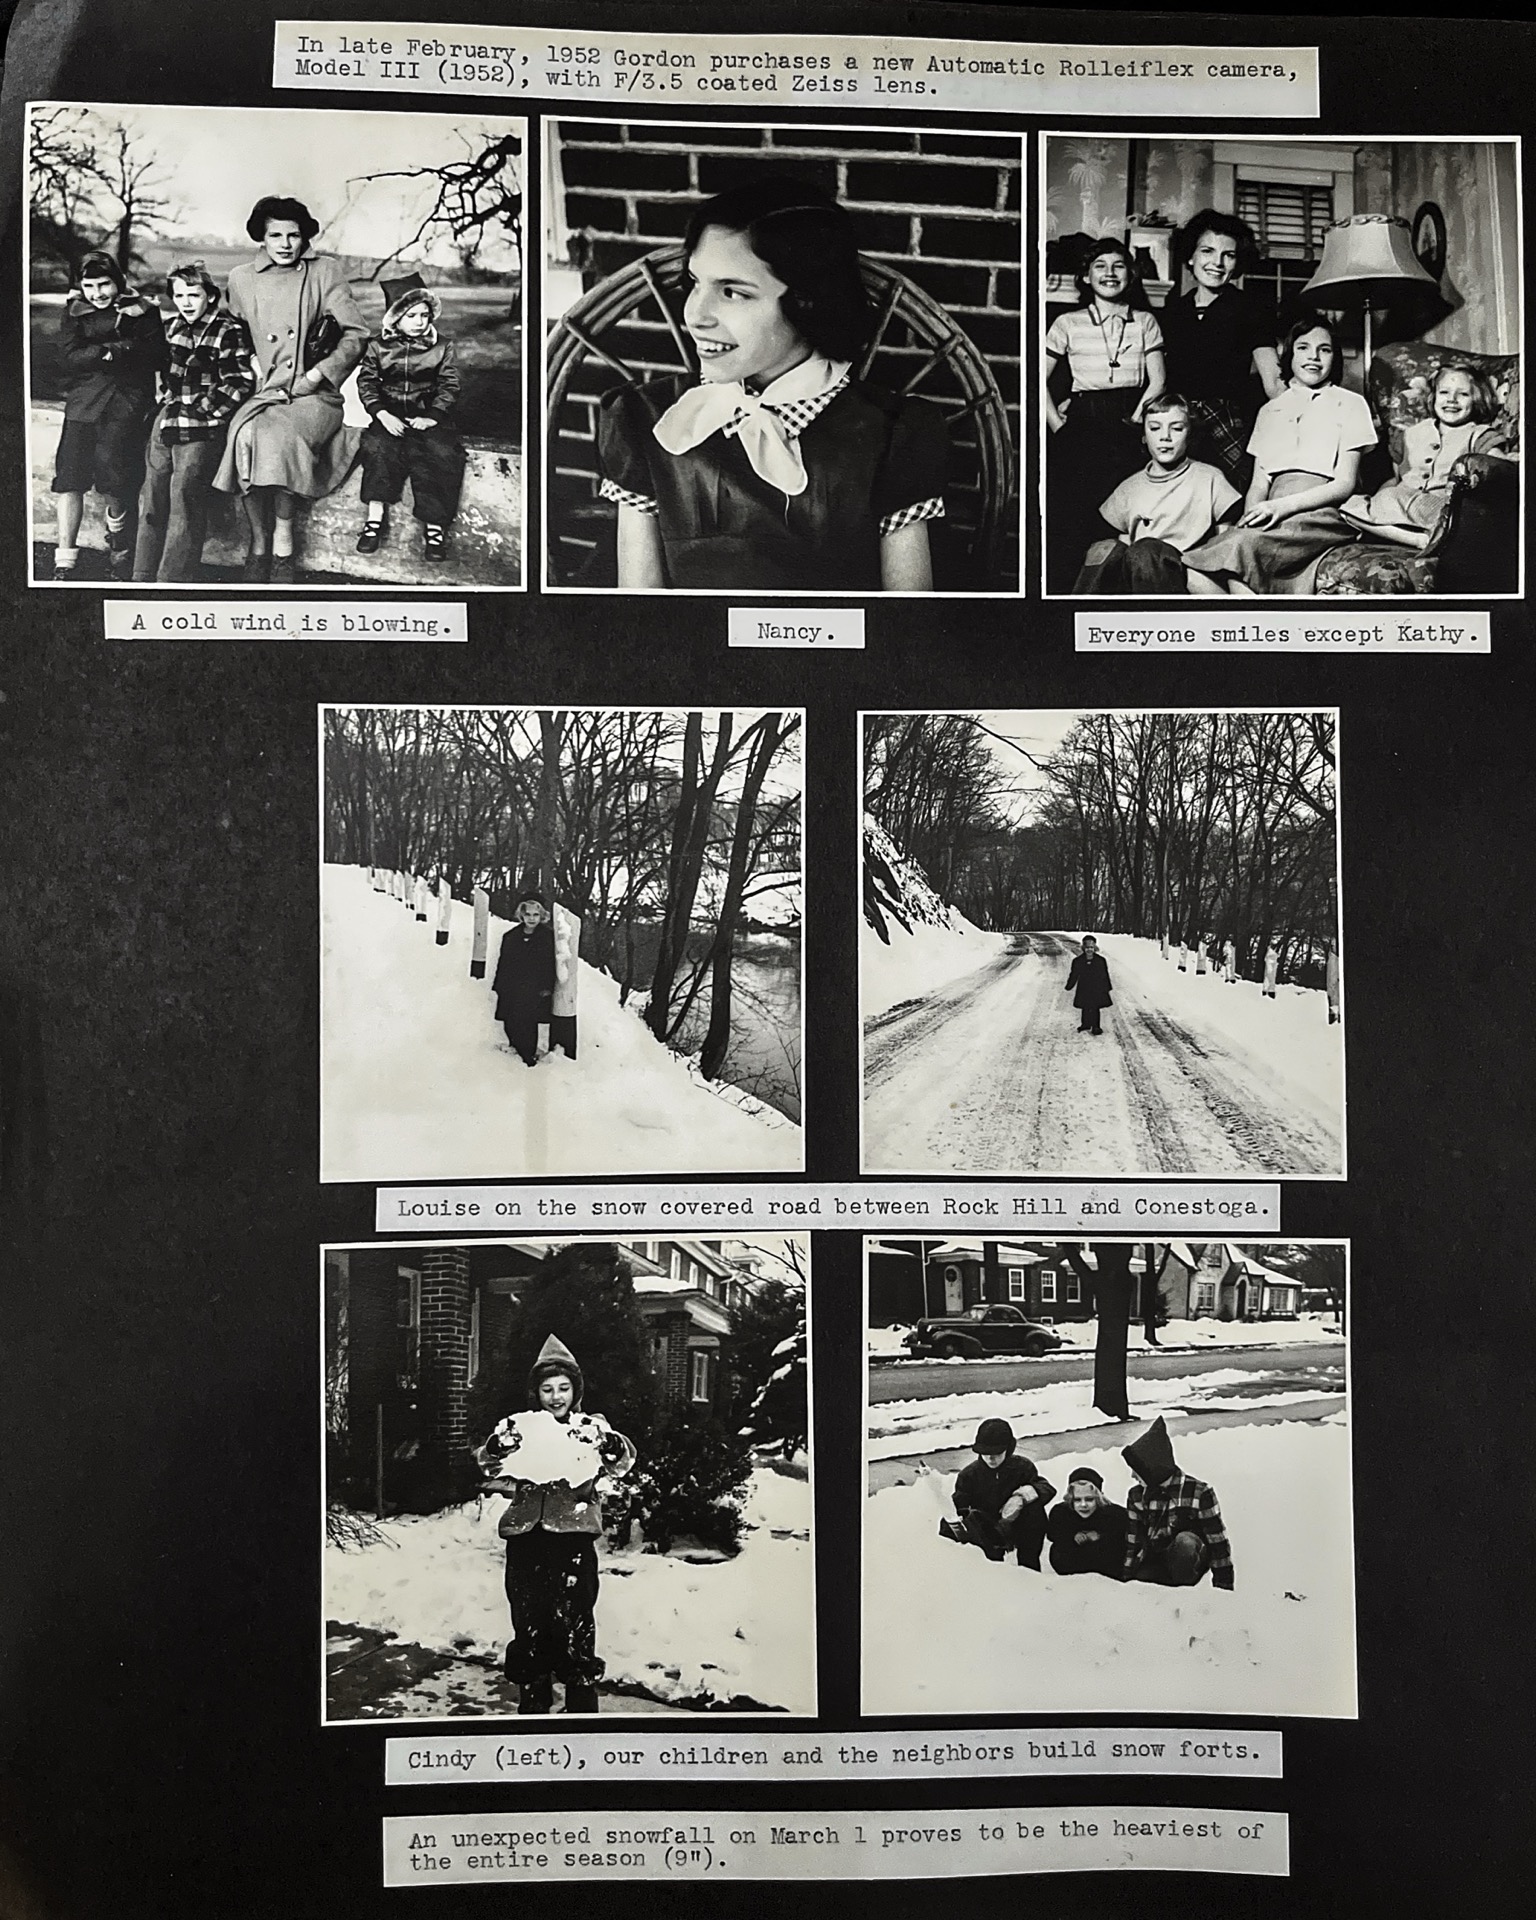 In late February, 1952 Gordon purchases a new Automatic Rolleiflex camera,
Model III (1952), with F/3.5 coated Zeiss lens.
A cold wind is blowing.
Nancy.
Everyone smiles except Kathy.
Louise on the snow covered road between Rock Hill and Conestoga.
Cindy (left), our children and the neighbors build snow forts.
An unexpected snowfall on March 1 proves to be the heaviest of
the entire season (9").